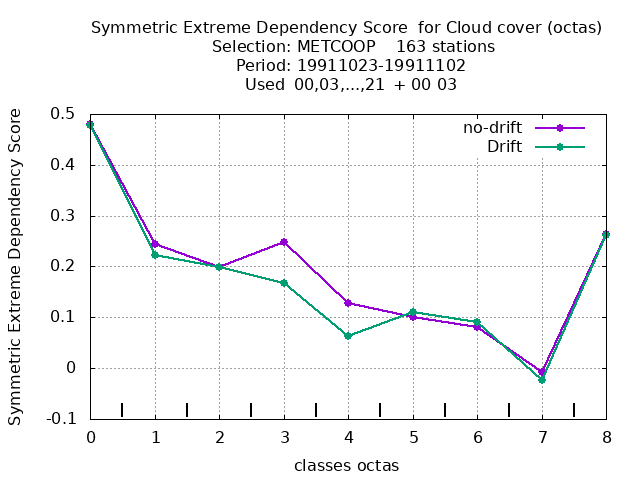 Symmetric Extreme Dependency Score  for Cloud cover (octas)
Selection: METCOOP    163 stations
Period: 19911023-19911102
Used  00,03,...,21  + 00 03
no-drift
Drift
Symmetric Extreme Dependency Score
0.5
0.4
0.3
0.2
0.1
0
-0.1
0 1 2 3 4 5 6 7 8
classes octas